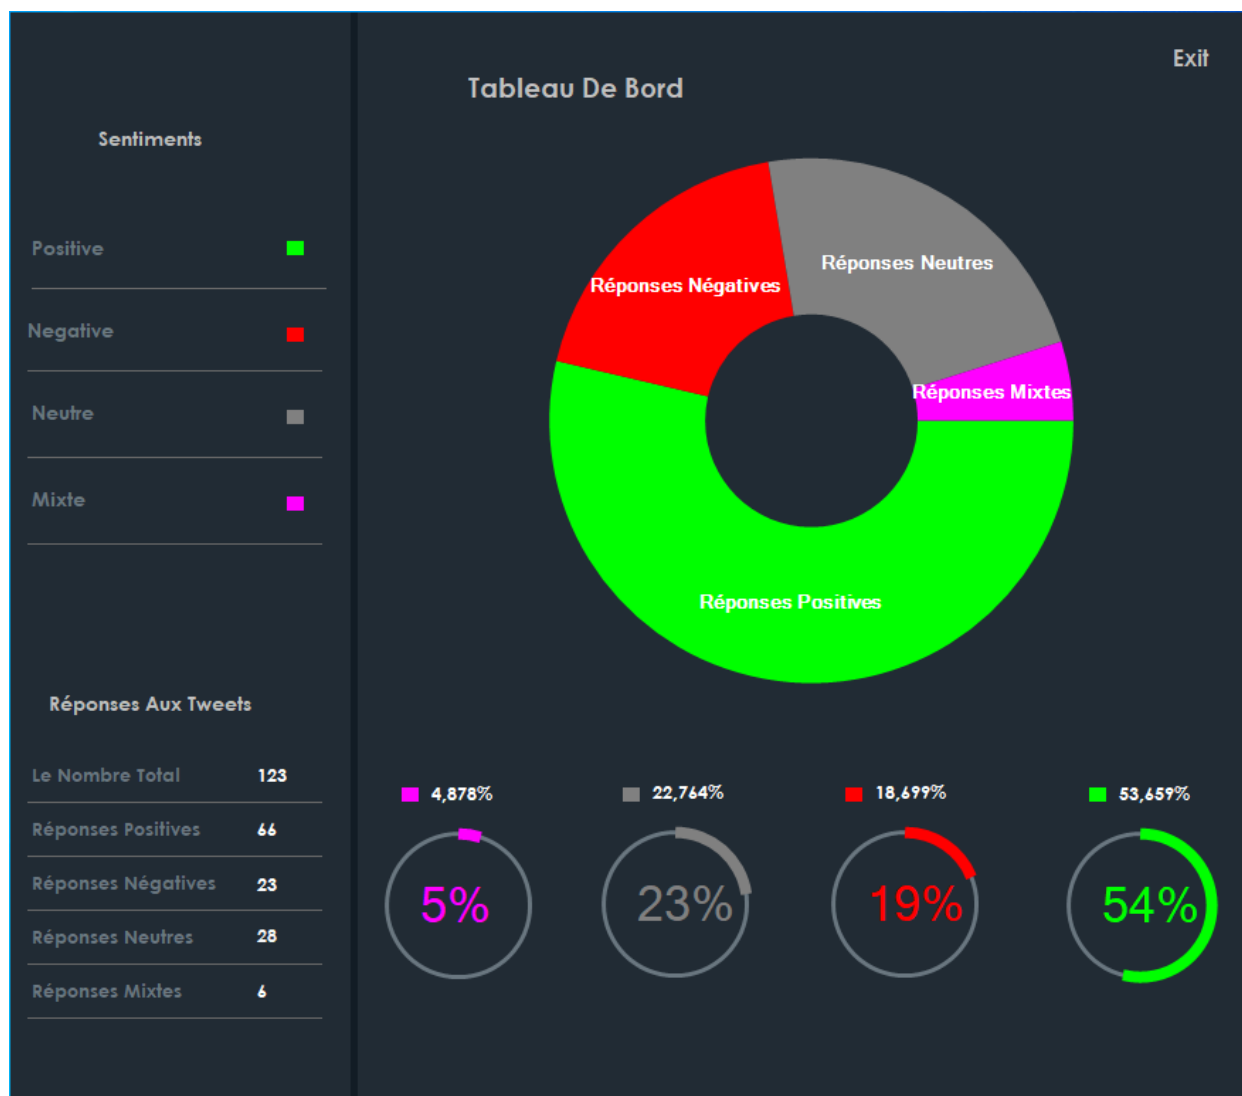 Exit
Tableau De Bord
Sentiments
Positive
Negative
Neutre
Mixte
Réponses Négatives
Réponses Neutres
Réponses Mixtes
Réponses Positives
Réponses Aux Tweets
Le Nombre Total 123
Réponses Positives 66
Réponses Négatives 23
Réponses Neutres 28
Réponses Mixtes 6
4,878% 22,764% 18,699% 53,659%
5% 23% 19% 54%